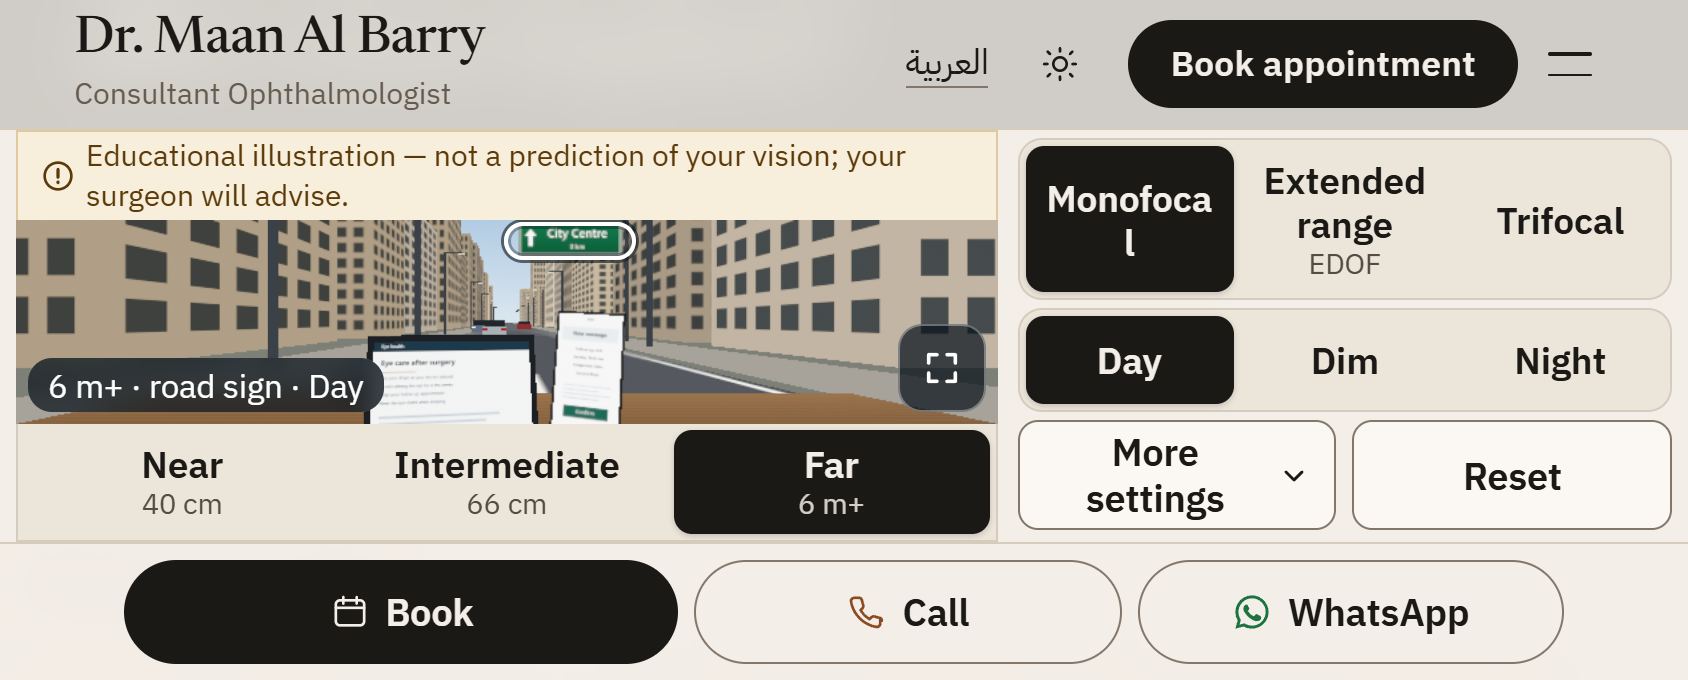 Dr. Maan Al Barry
Consultant Ophthalmologist
العربية
Book appointment
Educational illustration — not a prediction of your vision; your
surgeon will advise.
City Centre
Eye health
Eye care after surgery
6 m+ · road sign · Day
Near
40 cm
Intermediate
66 cm
Far
6 m+
Monofoca
l
Extended
range
EDOF
Trifocal
Day
Dim
Night
More
settings
Reset
Book
Call
WhatsApp